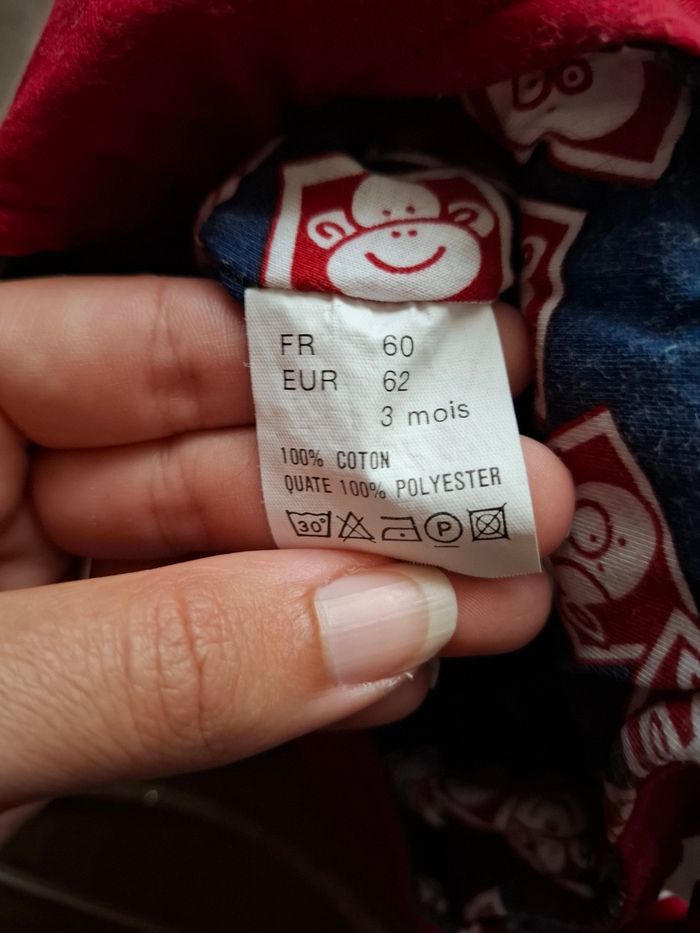 FR 60
EUR 62
3 mois
100% COTON
QUATE 100% POLYESTER
30° P